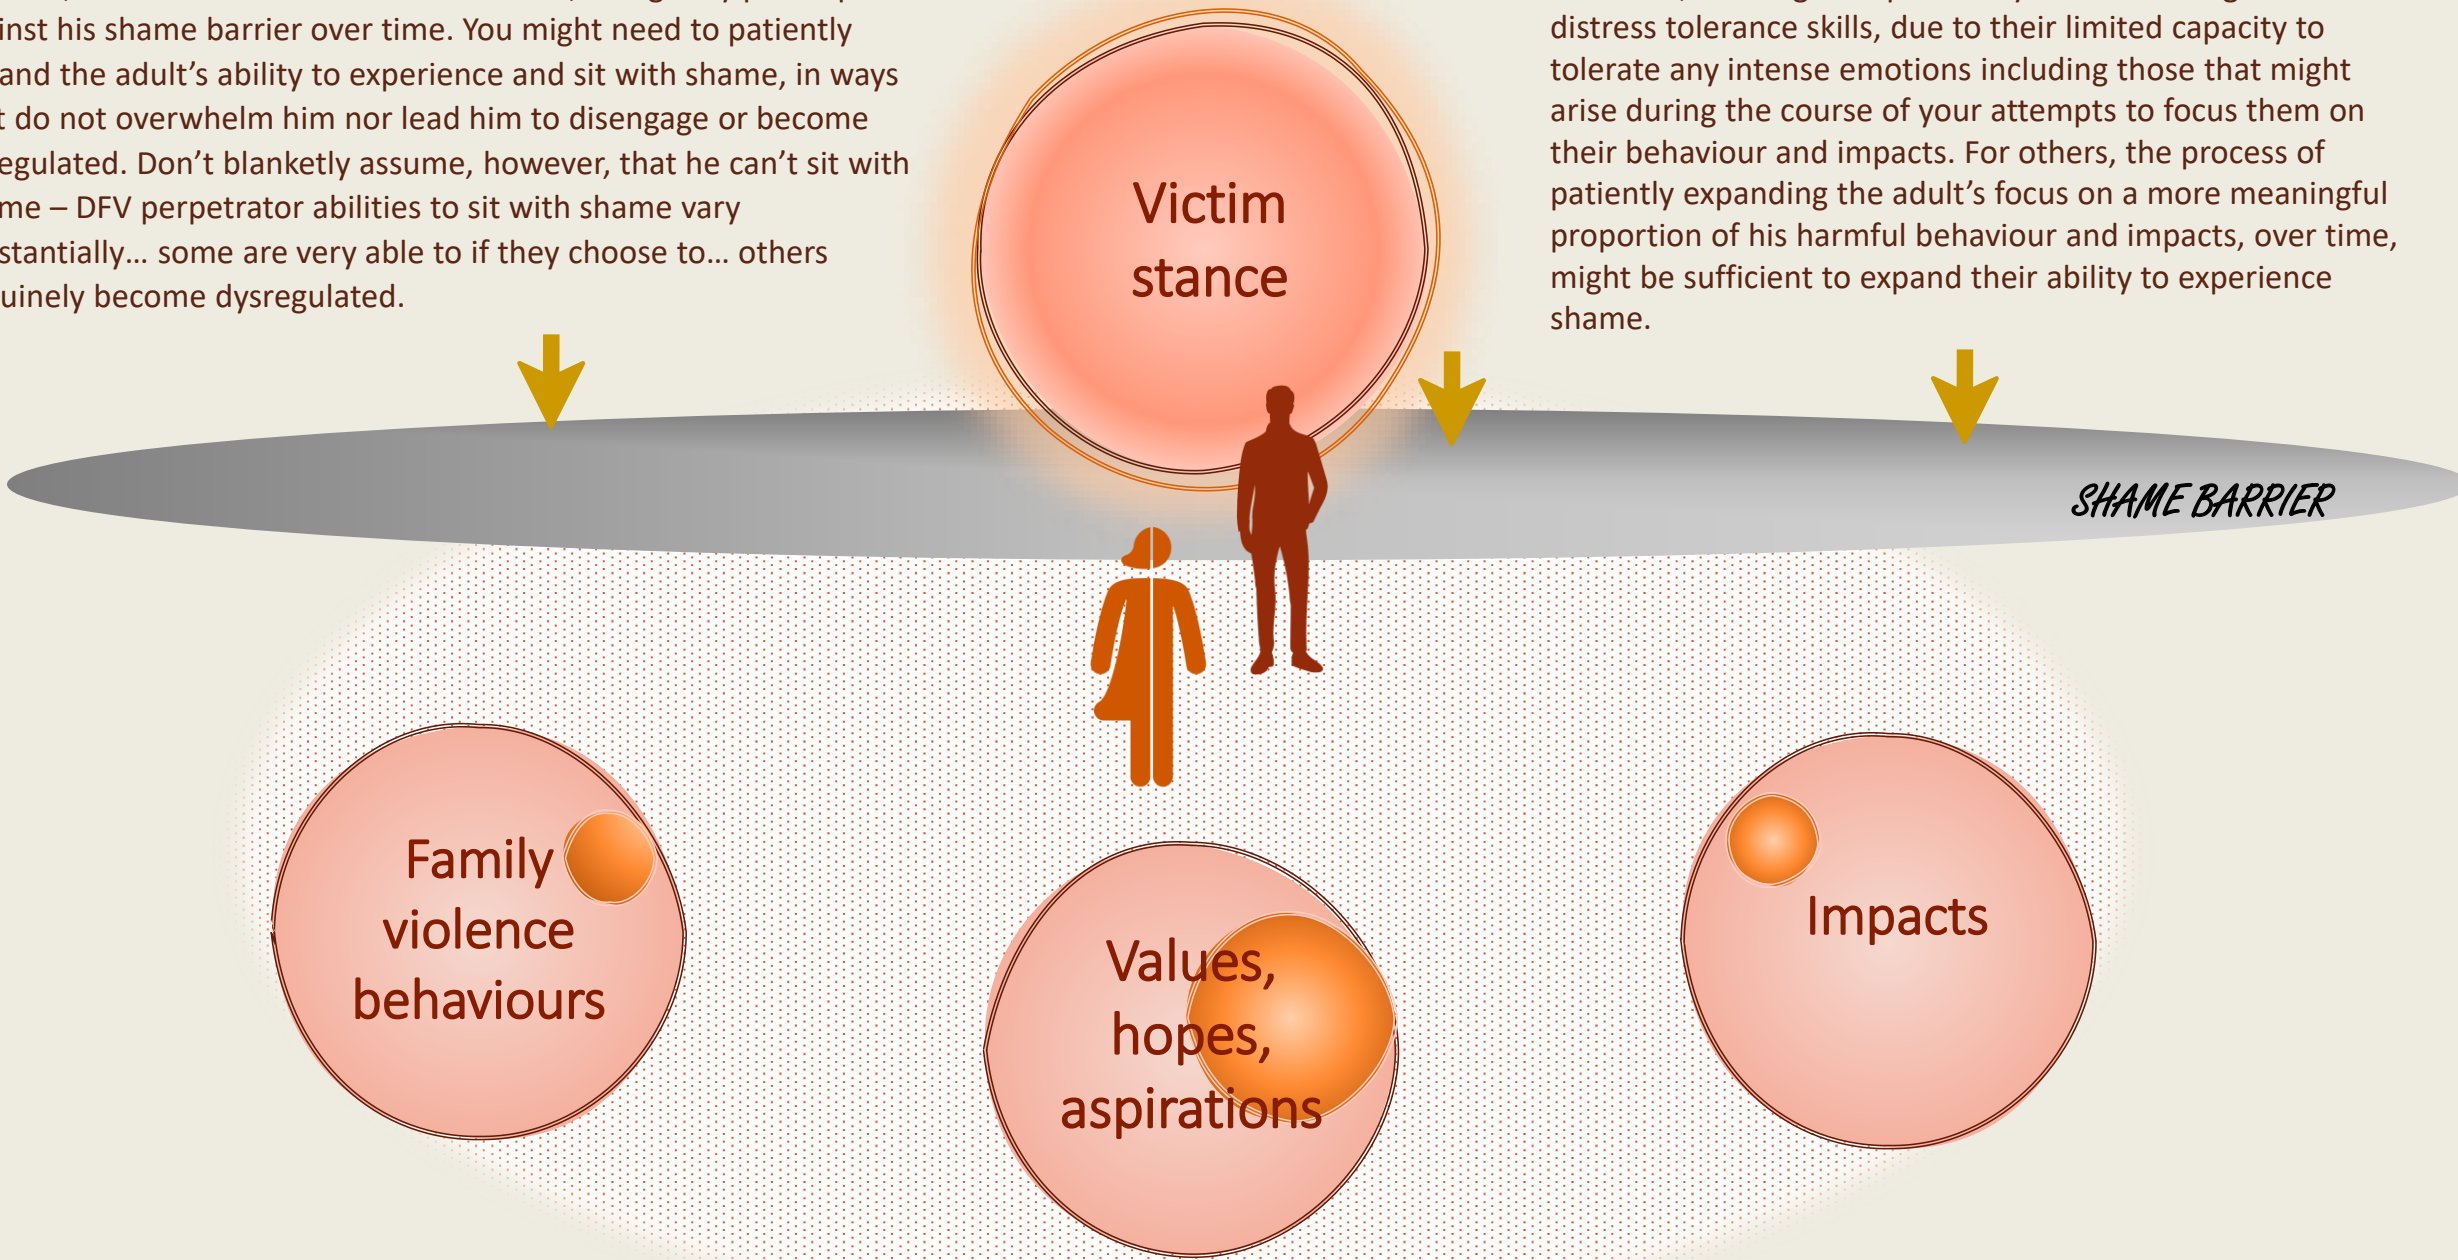 inst his shame barrier over time. You might need to patiently
and the adult's ability to experience and sit with shame, in ways
t do not overwhelm him nor lead him to disengage or become
egulated. Don't blanketly assume, however, that he can't sit with
me – DFV perpetrator abilities to sit with shame vary
stantially… some are very able to if they choose to… others
uinely become dysregulated.
distress tolerance skills, due to their limited capacity to
tolerate any intense emotions including those that might
arise during the course of your attempts to focus them on
their behaviour and impacts. For others, the process of
patiently expanding the adult's focus on a more meaningful
proportion of his harmful behaviour and impacts, over time,
might be sufficient to expand their ability to experience
shame.
Victim
stance
SHAME BARRIER
Family
violence
behaviours
Values,
hopes,
aspirations
Impacts